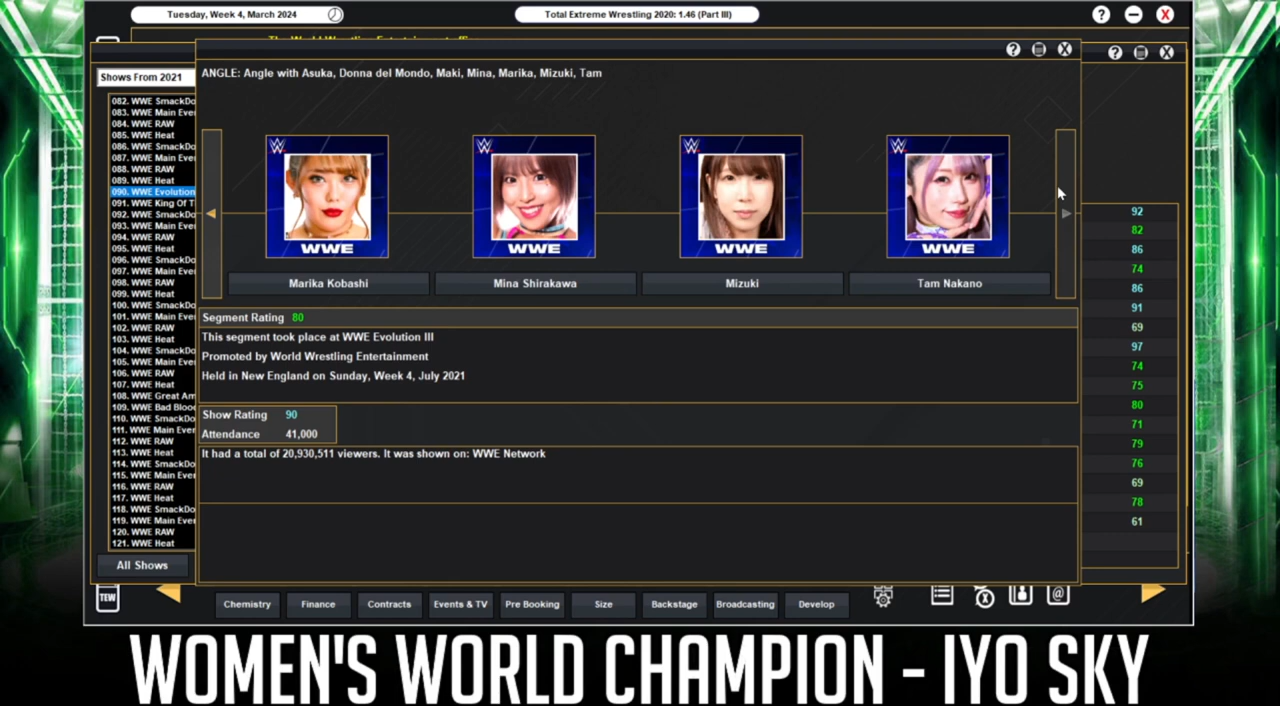 Tuesday, Week 4, March 2024
Total Extreme Wrestling 2020: 1.46 (Part III)
Shows From 2021
ANGLE: Angle with Asuka, Donna del Mondo, Maki, Mina, Marika, Mizuki, Tam
082. WWE SmackDo
083. WWE Main Ever
084. WWE RAW
085. WWE Heat
086. WWE SmackDo
087. WWE Main Ever
088. WWE RAW
089. WWE Heat
090. WWE Evolution
091. WWE King Of T
092. WWE SmackDo
093. WWE Main Ever
094. WWE RAW
095. WWE Heat
096. WWE SmackDo
097. WWE Main Ever
098. WWE RAW
099. WWE Heat
100. WWE SmackDo
101. WWE Main Ever
102. WWE RAW
103. WWE Heat
104. WWE SmackDo
105. WWE Main Ever
106. WWE RAW
107. WWE Heat
108. WWE Great Am
109. WWE Bad Blood
110. WWE SmackDo
111. WWE Main Ever
112. WWE RAW
113. WWE Heat
114. WWE SmackDo
115. WWE Main Ever
116. WWE RAW
117. WWE Heat
118. WWE SmackDo
119. WWE Main Ever
120. WWE RAW
121. WWE Heat
All Shows
WWE WWE WWE WWE
Marika Kobashi Mina Shirakawa Mizuki Tam Nakano
Segment Rating 80
This segment took place at WWE Evolution III
Promoted by World Wrestling Entertainment
Held in New England on Sunday, Week 4, July 2021
Show Rating 90
Attendance 41,000
It had a total of 20,930,511 viewers. It was shown on: WWE Network
92
82
86
74
86
91
69
97
74
75
80
71
79
76
69
78
61
TEW
Chemistry Finance Contracts Events & TV Pre Booking Size Backstage Broadcasting Develop
WOMEN'S WORLD CHAMPION - IYO SKY